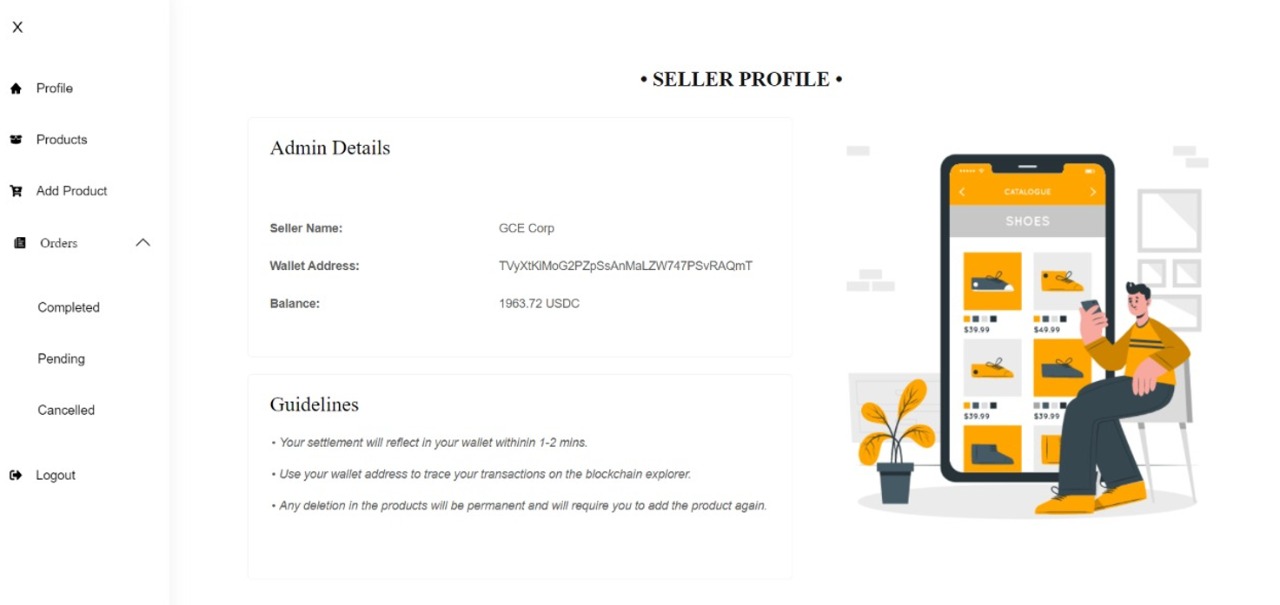 X
Profile
Products
Add Product
Orders
Completed
Pending
Cancelled
Logout
• SELLER PROFILE •
Admin Details
Seller Name: GCE Corp
Wallet Address: TVyXtKiMoG2PZpSsAnMaLZW747PSvRAQmT
Balance: 1963.72 USDC
Guidelines
• Your settlement will reflect in your wallet withinin 1-2 mins.
• Use your wallet address to trace your transactions on the blockchain explorer.
• Any deletion in the products will be permanent and will require you to add the product again.
CATALOGUE
SHOES
$39.99 $49.99
$39.99 $39.99